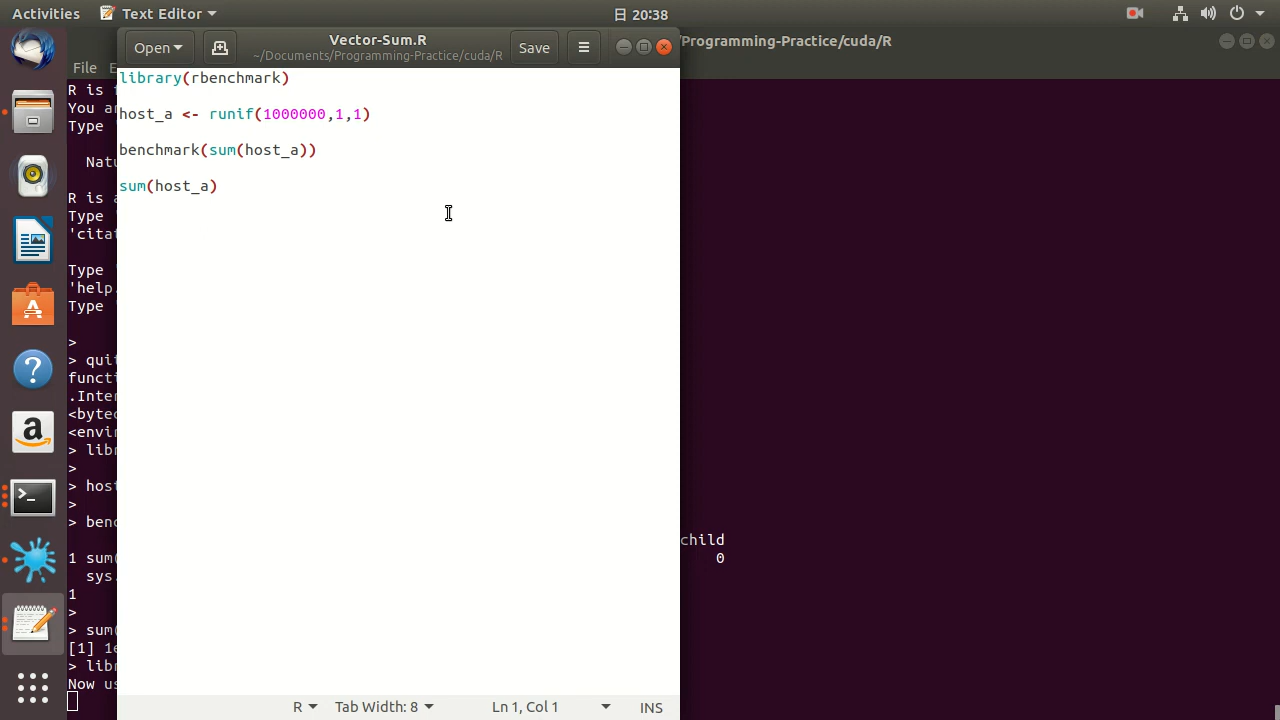 Activities
Text Editor
日 20:38
Open
Vector-Sum.R
~/Documents/Programming-Practice/cuda/R
Save
/Programming-Practice/cuda/R
File
library(rbenchmark)
host_a <- runif(1000000,1,1)
benchmark(sum(host_a))
sum(host_a)
R is
You
Type
Natu
R is a
Type '
'cita
Type
'help
Type
>
> quit
functi
.Inter
<bytec
<envir
> libr
>
> host
>
> benc
child
1 sum(
0
sys.
1
>
> sum(
[1] 1e
> libr
Now us
R
Tab Width: 8
Ln 1, Col 1
INS